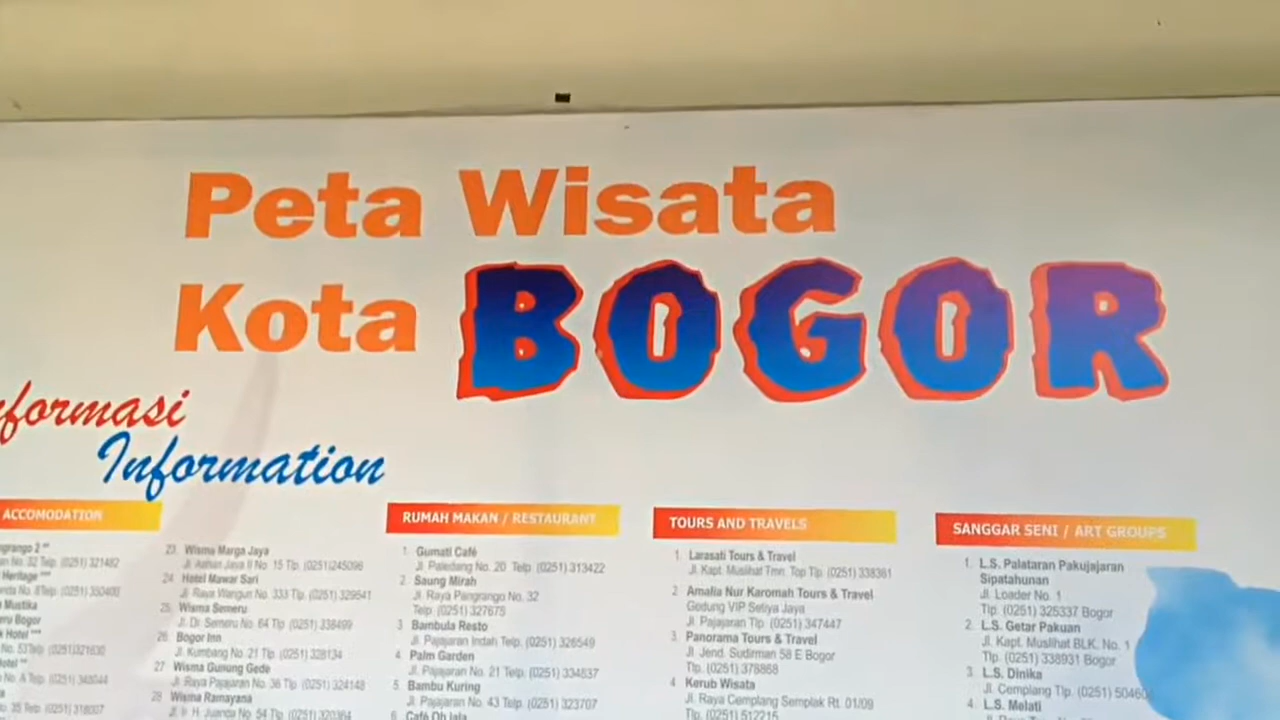 Peta Wisata
Kota BOGOR
Informasi
Information
ACCOMODATION
Heritage ***
Mustika
Bogor
Hotel ***
23. Wisma Marga Jaya
No. 15 Tlp. (0251)245096
24. Hotel Mawar Sari
Jl. Raya Wangun No. 333 Tlp. (0251) 329541
25. Wisma Semeru
Jl. Dr. Semeru No. 64 Tlp (0251) 338499
26. Bogor Inn
Jl. Kumbang No. 21 Tlp. (0251) 328134
27. Wisma Gunung Gede
Jl. Raya Pajajaran No. 36 Tlp. (0251) 324148
28. Wisma Ramayana
Jl. Ir. H. Juanda No. 54 Tlp. (0251) 320364
RUMAH MAKAN / RESTAURANT
1. Gumati Café
Jl. Paledang No. 20 Telp. (0251) 313422
2. Saung Mirah
Jl. Raya Pangrango No. 32
Telp. (0251) 327675
3. Bambula Resto
Jl. Pajajaran Indah Telp. (0251) 326549
4. Palm Garden
Jl. Pajajaran No. 21 Telp. (0251) 334637
5. Bambu Kuring
Jl. Pajajaran No. 43 Telp. (0251) 323707
6. Café Oh lala
TOURS AND TRAVELS
1. Larasati Tours & Travel
Jl. Kapt. Muslihat Tmn. Top Tlp. (0251) 338361
2. Amalia Nur Karomah Tours & Travel
Gedung VIP Setiya Jaya
Jl. Pajajaran Tlp. (0251) 347447
3. Panorama Tours & Travel
Jl. Jend. Sudirman 58 E Bogor
Tlp. (0251) 378868
4. Kerub Wisata
Jl. Raya Cemplang Semplak Rt. 01/09
Tlp. (0251) 512215
SANGGAR SENI / ART GROUPS
1. L.S. Palataran Pakujajaran
Sipatahunan
Jl. Loader No. 1
Tlp. (0251) 325337 Bogor
2. L.S. Getar Pakuan
Jl. Kapt. Muslihat BLK. No. 1
Tlp. (0251) 338931 Bogor
3. L.S. Dinika
Jl. Cemplang Tlp. (0251) 504604
4. L.S. Melati